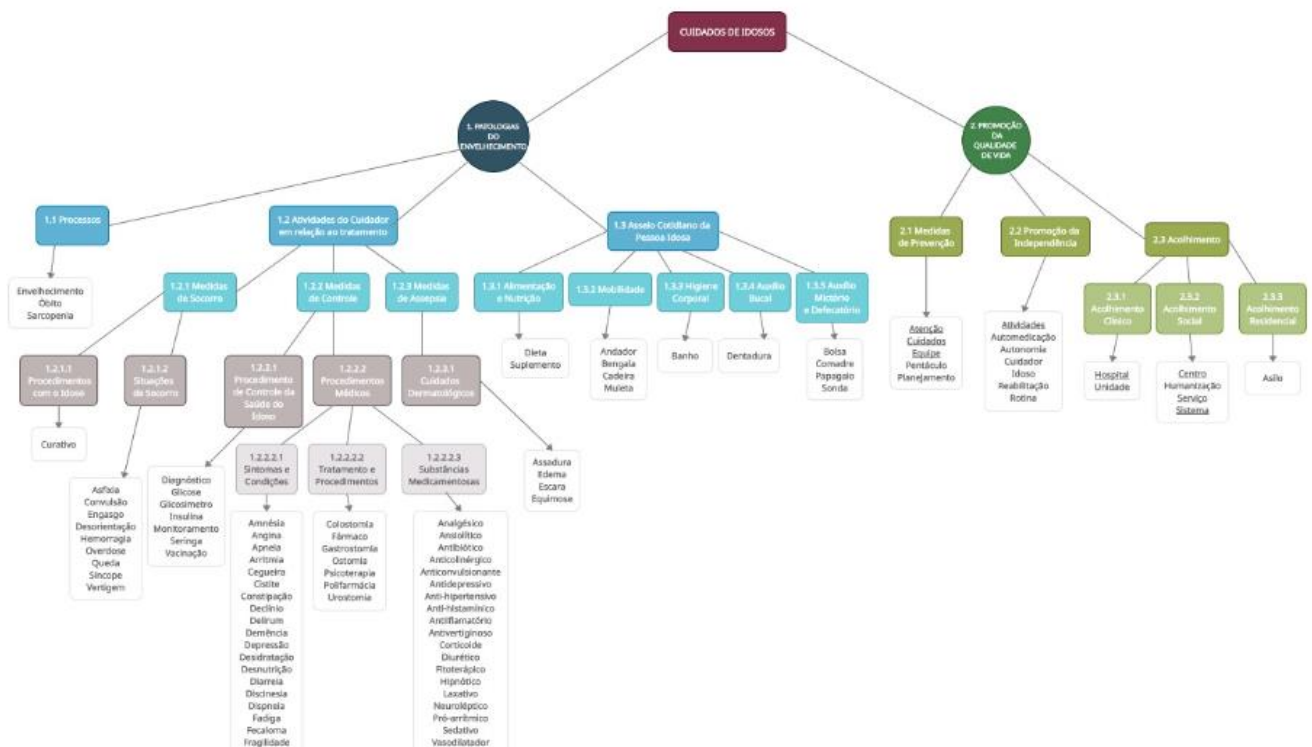 CUIDADOS DE IDOSOS
1. PATOLOGIAS
DO
ENVELHECIMENTO
2. PROMOÇÃO
DA
QUALIDADE
DE VIDA
1.1 Processos
1.2 Atividades do Cuidador
em relação ao tratamento
1.3 Asseio Cotidiano da
Pessoa Idosa
2.1 Medidas
de Prevenção
2.2 Promoção da
Independência
2.3 Acolhimento
Envelhecimento
Óbito
Sarcopenia
1.2.1 Medidas
de Socorro
1.2.2 Medidas
de Controle
1.2.3 Medidas
de Assepsia
1.3.1 Alimentação
e Nutrição
1.3.2 Mobilidade
1.3.3 Higiene
Corporal
1.3.4 Auxílio
Bucal
1.3.5 Auxílio
Mictório
e Defecatório
2.3.1
Acolhimento
Clínico
2.3.2
Acolhimento
Social
2.3.3
Acolhimento
Residencial
Atenção
Cuidados
Equipe
Pentáculo
Planejamento
Atividades
Automedicação
Autonomia
Cuidador
Idoso
Reabilitação
Rotina
Hospital
Unidade
Centro
Humanização
Serviço
Sistema
Asilo
Dieta
Suplemento
Andador
Bengala
Cadeira
Muleta
Banho
Dentadura
Bolsa
Comadre
Papagaio
Sonda
1.2.1.1
Procedimentos
com o Idoso
1.2.1.2
Situações
de Socorro
1.2.2.1
Procedimento
de Controle da
Saúde do
Idoso
1.2.2.2
Procedimentos
Médicos
1.2.3.1
Cuidados
Dermatológicos
Curativo
Asfixia
Convulsão
Engasgo
Desorientação
Hemorragia
Overdose
Queda
Síncope
Vertigem
Diagnóstico
Glicose
Glicosímetro
Insulina
Monitoramento
Seringa
Vacinação
1.2.2.2.1
Sintomas e
Condições
1.2.2.2.2
Tratamento e
Procedimentos
1.2.2.2.3
Substâncias
Medicamentosas
Assadura
Edema
Escara
Equimose
Amnésia
Angina
Apneia
Arritmia
Cegueira
Cistite
Constipação
Declínio
Delirum
Demência
Depressão
Desidratação
Desnutrição
Diarreia
Discinesia
Dispneia
Fadiga
Fecaloma
Fragilidade
Colostomia
Fármaco
Gastrostomia
Ostomia
Psicoterapia
Polifarmácia
Urostomia
Analgésico
Ansiolítico
Antibiótico
Anticolinérgico
Anticonvulsionante
Antidepressivo
Anti-hipertensivo
Anti-histamínico
Antiflamatório
Antivertiginoso
Corticoide
Diurético
Fitoterápico
Hipnótico
Laxativo
Neuroléptico
Pró-arrítmico
Sedativo
Vasodilatador